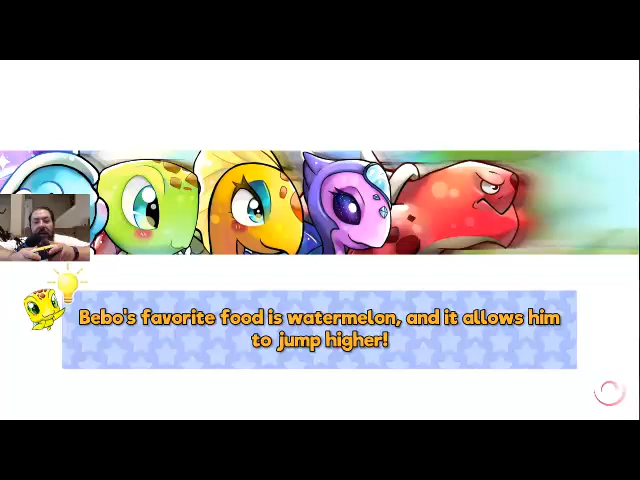 Bebo's favorite food is watermelon, and it allows him
to jump higher!